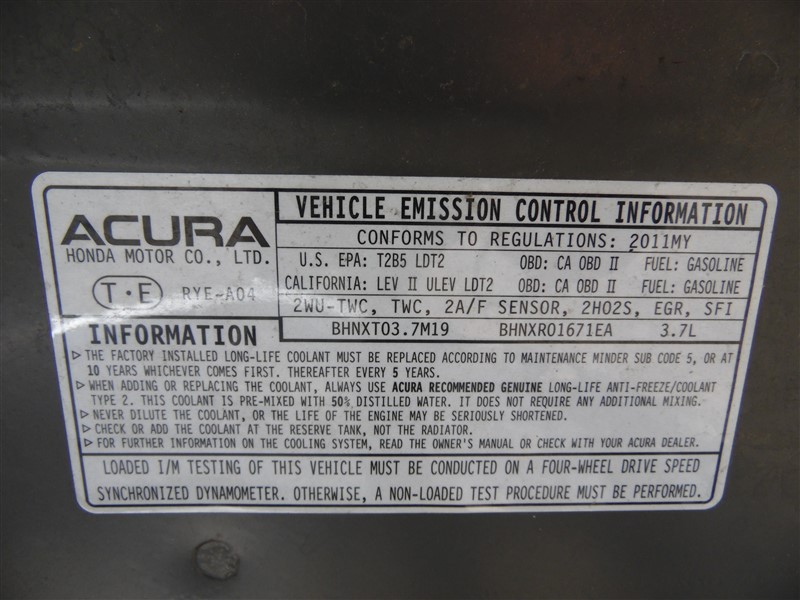 ACURA
HONDA MOTOR CO., LTD.
T·E RYE-A04
VEHICLE EMISSION CONTROL INFORMATION
CONFORMS TO REGULATIONS: 2011MY
U.S. EPA: T2B5 LDT2 OBD: CA OBD II FUEL: GASOLINE
CALIFORNIA: LEV II ULEV LDT2 OBD: CA OBD II FUEL: GASOLINE
2WU-TWC, TWC, 2A/F SENSOR, 2HO2S, EGR, SFI
BHNXT03.7M19 BHNXR01671EA 3.7L
INFORMATION
▷ THE FACTORY INSTALLED LONG-LIFE COOLANT MUST BE REPLACED ACCORDING TO MAINTENANCE MINDER SUB CODE 5, OR AT
10 YEARS WHICHEVER COMES FIRST. THEREAFTER EVERY 5 YEARS.
▷ WHEN ADDING OR REPLACING THE COOLANT, ALWAYS USE ACURA RECOMMENDED GENUINE LONG-LIFE ANTI-FREEZE/COOLANT
TYPE 2. THIS COOLANT IS PRE-MIXED WITH 50% DISTILLED WATER. IT DOES NOT REQUIRE ANY ADDITIONAL MIXING.
▷ NEVER DILUTE THE COOLANT, OR THE LIFE OF THE ENGINE MAY BE SERIOUSLY SHORTENED.
▷ CHECK OR ADD THE COOLANT AT THE RESERVE TANK, NOT THE RADIATOR.
▷ FOR FURTHER INFORMATION ON THE COOLING SYSTEM, READ THE OWNER'S MANUAL OR CHECK WITH YOUR ACURA DEALER.
LOADED I/M TESTING OF THIS VEHICLE MUST BE CONDUCTED ON A FOUR-WHEEL DRIVE SPEED
SYNCHRONIZED DYNAMOMETER. OTHERWISE, A NON-LOADED TEST PROCEDURE MUST BE PERFORMED.